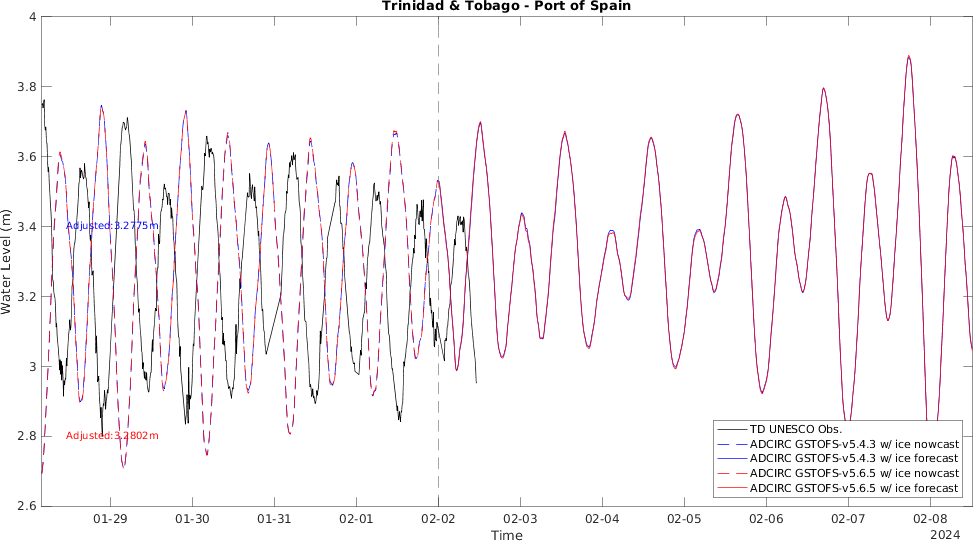 Trinidad & Tobago - Port of Spain
4
3.8
3.6
3.4
3.2
3
2.8
2.6
Water Level (m)
Adjusted:3.2775m
Adjusted:3.2802m
TD UNESCO Obs.
ADCIRC GSTOFS-v5.4.3 w/ ice nowcast
ADCIRC GSTOFS-v5.4.3 w/ ice forecast
ADCIRC GSTOFS-v5.6.5 w/ ice nowcast
ADCIRC GSTOFS-v5.6.5 w/ ice forecast
01-29 01-30 01-31 02-01 02-02 02-03 02-04 02-05 02-06 02-07 02-08
Time
2024